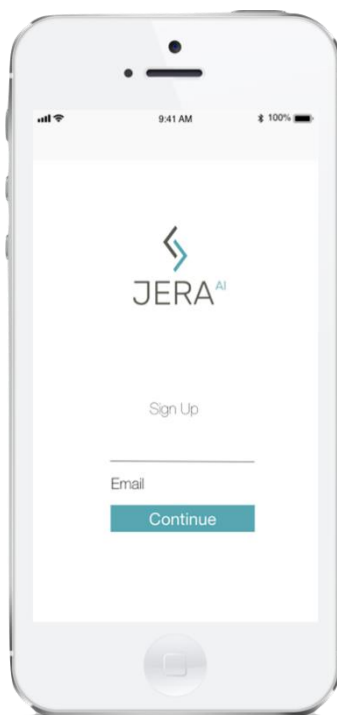 9:41 AM 100%
JERA AI
Sign Up
Email
Continue